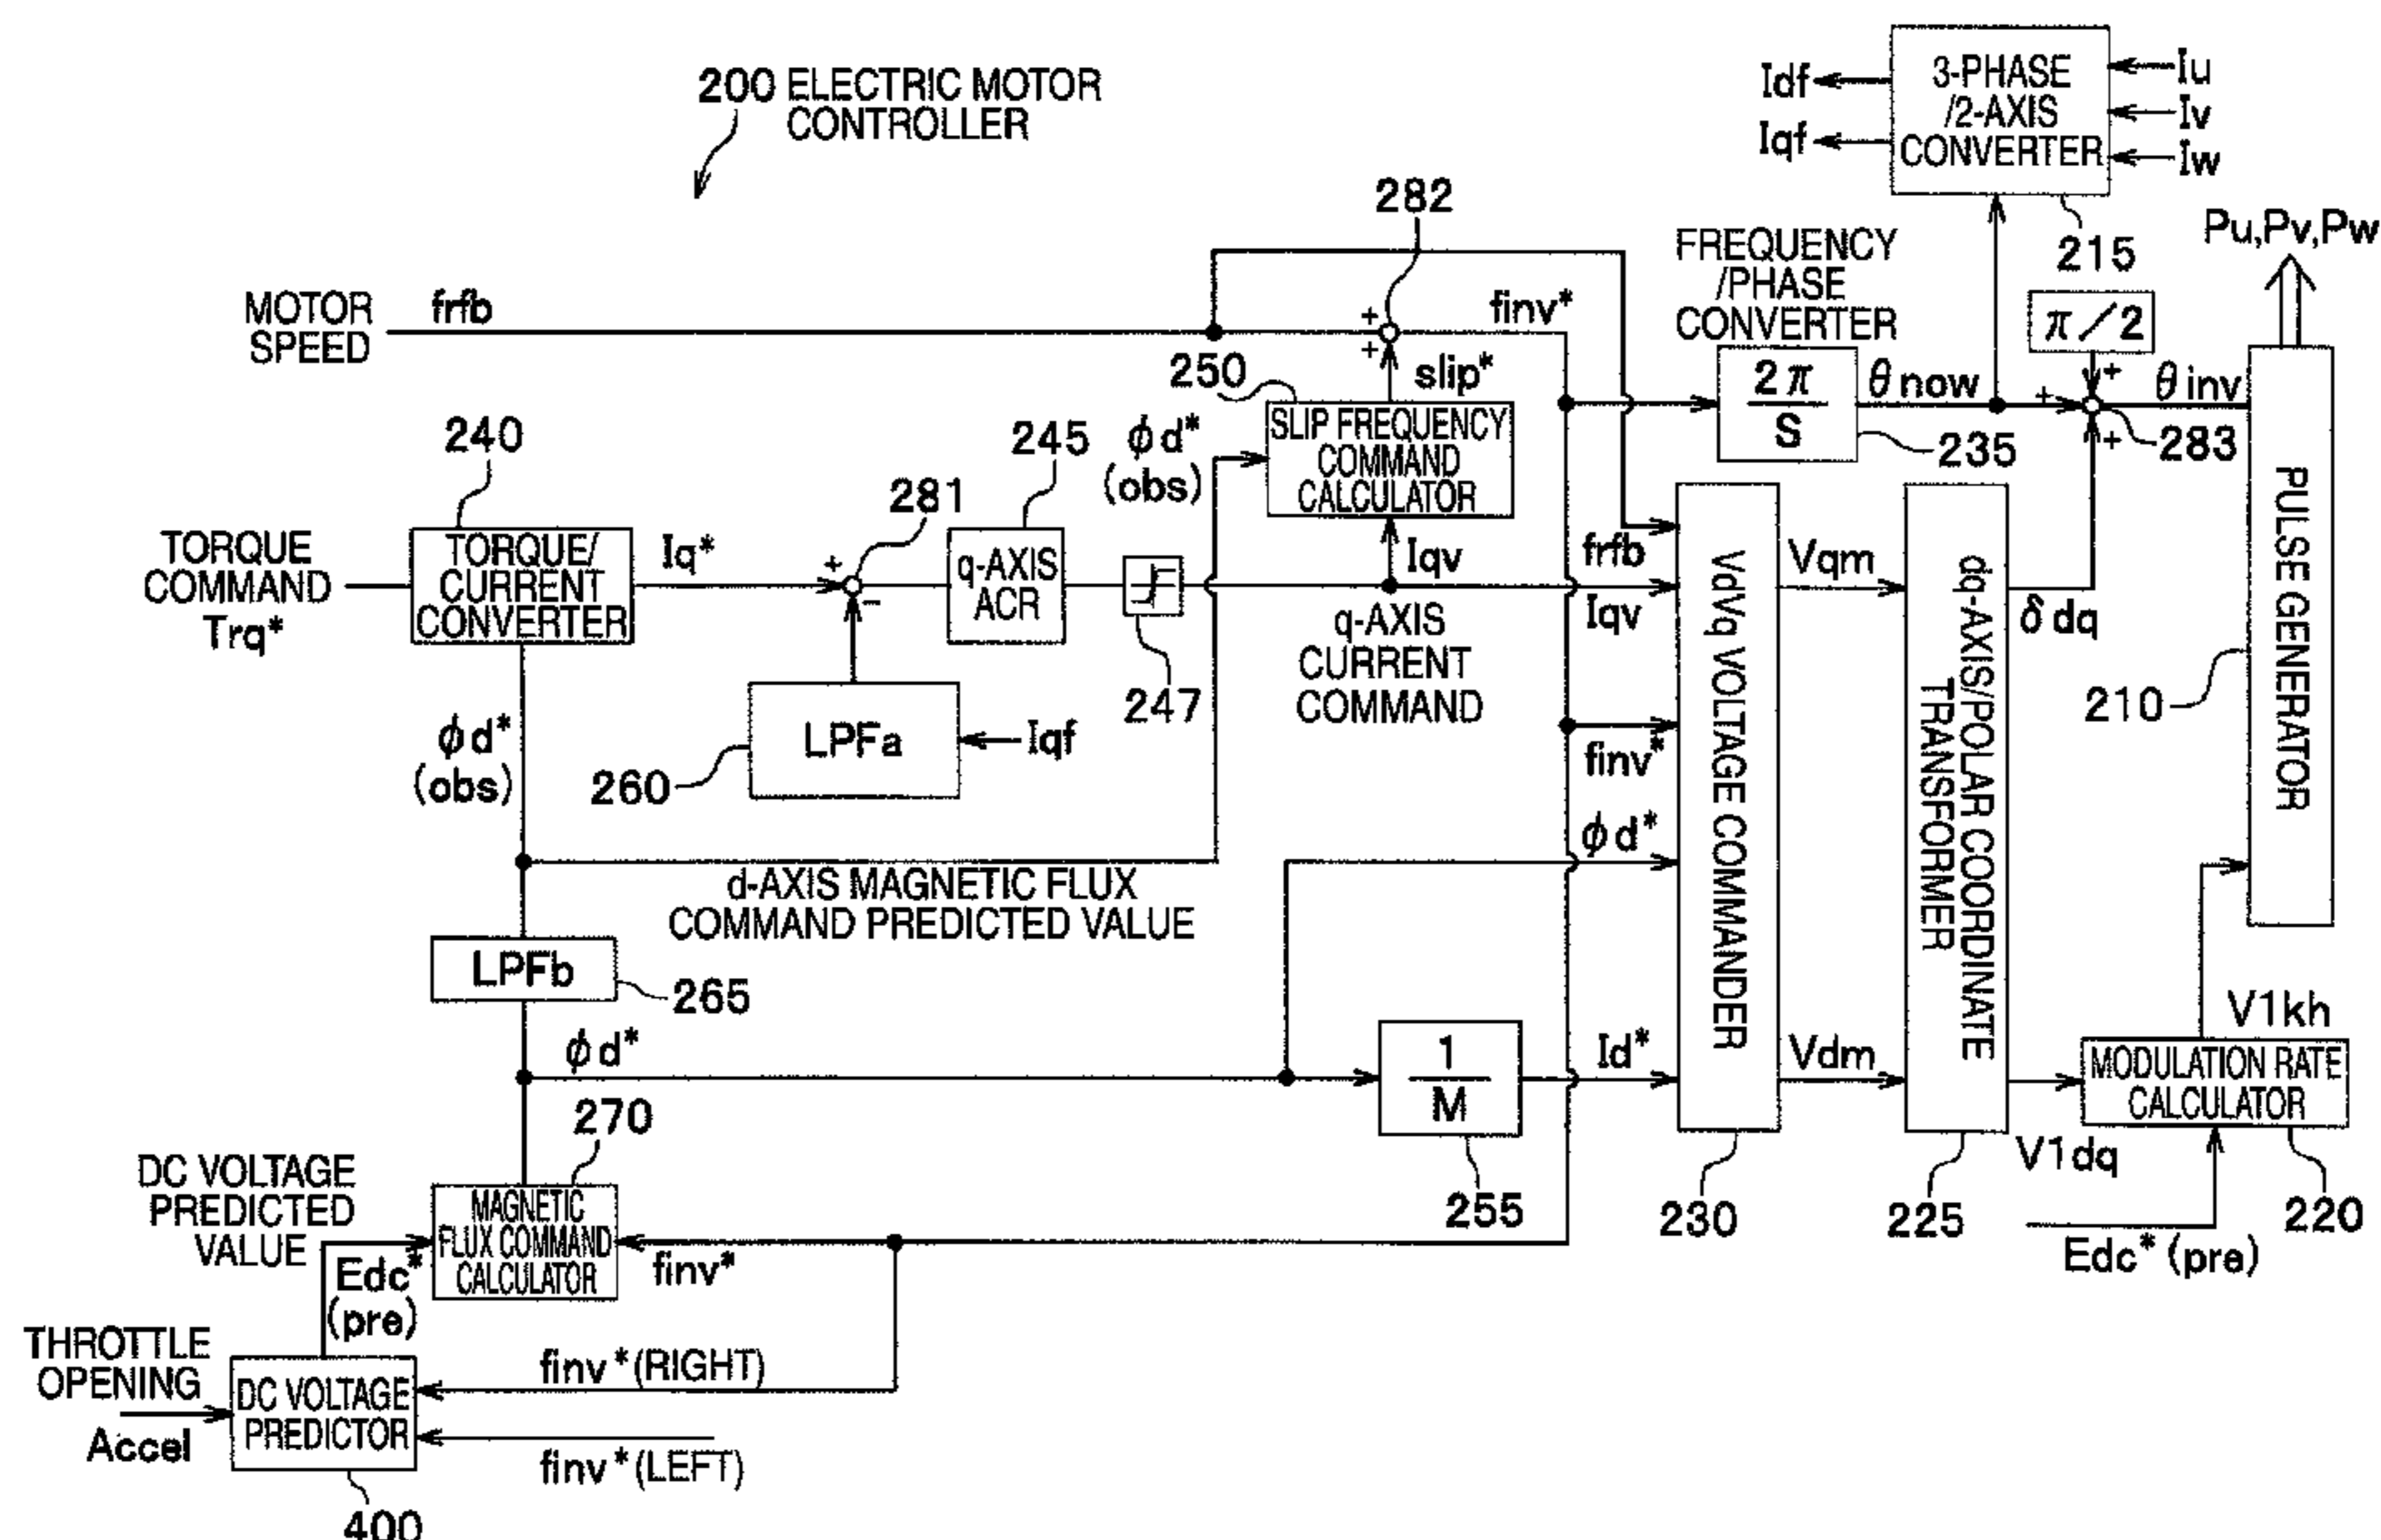 200 ELECTRIC MOTOR
CONTROLLER
Idf
Iqf
3-PHASE
/2-AXIS
CONVERTER
Iu
Iv
Iw
215
Pu,Pv,Pw
282
FREQUENCY
/PHASE
CONVERTER
π/2
MOTOR
SPEED
frfb
+
+
finv*
250
slip*
2π
S
235
θnow
+
+
+
283
θinv
240
245
ϕd*
(obs)
SLIP FREQUENCY
COMMAND
CALCULATOR
281
TORQUE
COMMAND
Trq*
TORQUE/
CURRENT
CONVERTER
Iq*
+
−
q-AXIS
ACR
247
Iqv
q-AXIS
CURRENT
COMMAND
frfb
Iqv
VdVq VOLTAGE COMMANDER
Vqm
dq-AXIS/POLAR COORDINATE
TRANSFORMER
δdq
PULSE GENERATOR
210
ϕd*
(obs)
LPFa
Iqf
260
finv*
ϕd*
d-AXIS MAGNETIC FLUX
COMMAND PREDICTED VALUE
LPFb
265
ϕd*
1
M
255
Id*
Vdm
V1kh
MODULATION RATE
CALCULATOR
230
225
V1dq
220
Edc*(pre)
270
DC VOLTAGE
PREDICTED
VALUE
MAGNETIC
FLUX COMMAND
CALCULATOR
finv*
Edc*
(pre)
THROTTLE
OPENING
Accel
DC VOLTAGE
PREDICTOR
finv*(RIGHT)
finv*(LEFT)
400